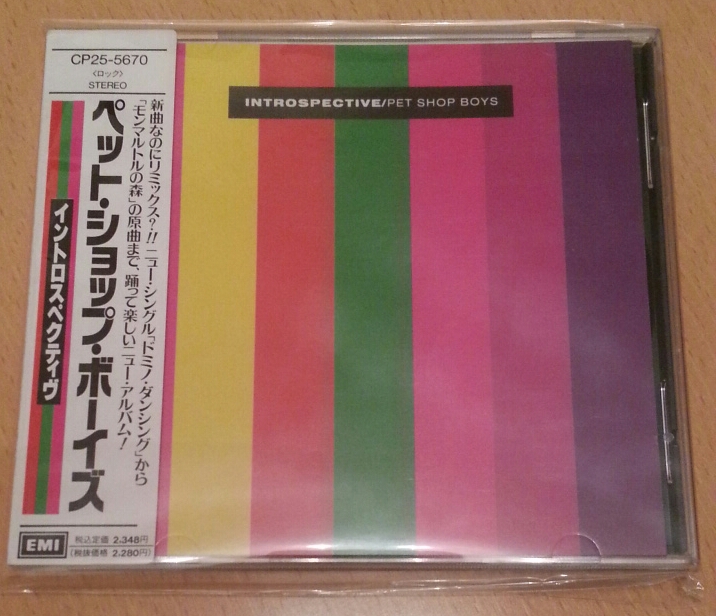 CP25-5670
〈ロック〉
STEREO
新曲なのにリミックス?!! ニュー・シングル「ドミノ・ダンシング」から
「モンマルトルの森」の原曲まで、踊って楽しいニュー・アルバム!
ペット・ショップ・ボーイズ
イントロスペクティヴ
EMI
税込定価 2.348円
(税抜価格 2.280円)
INTROSPECTIVE/PET SHOP BOYS